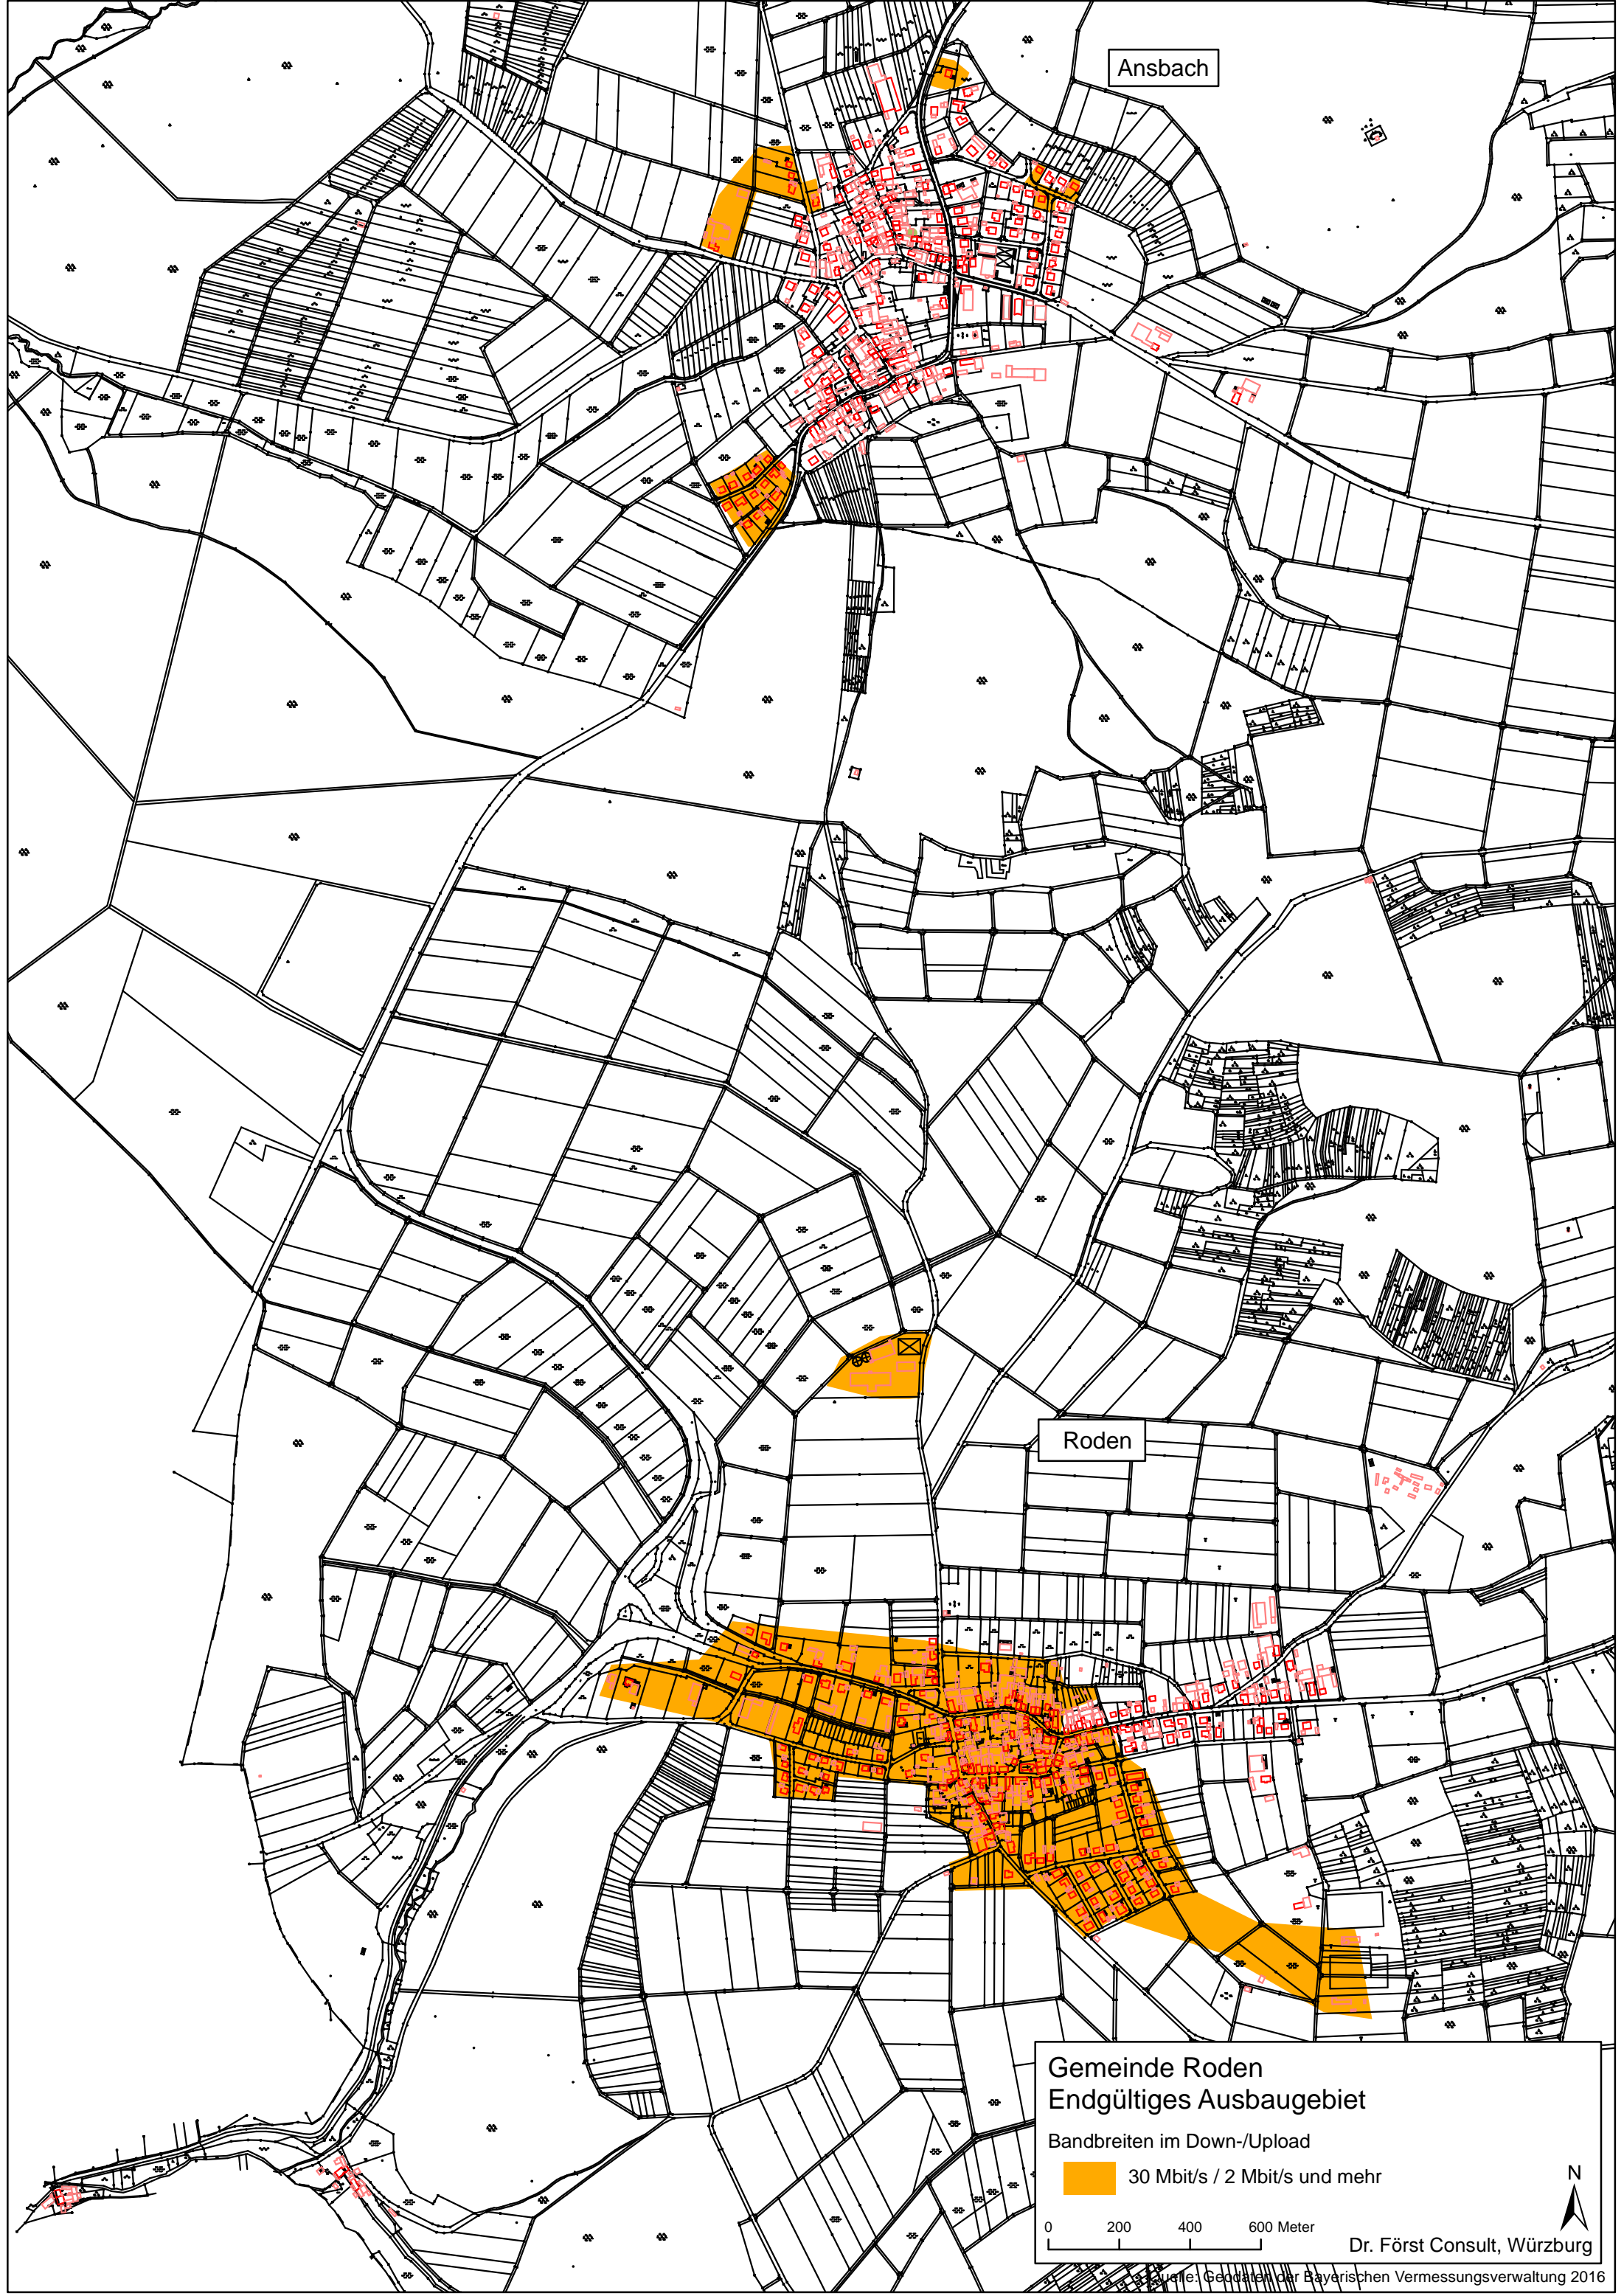 Ansbach
Roden
Gemeinde Roden
Endgültiges Ausbaugebiet
Bandbreiten im Down-/Upload
30 Mbit/s / 2 Mbit/s und mehr
N
0 200 400 600 Meter
Dr. Först Consult, Würzburg
Quelle: Geodaten der Bayerischen Vermessungsverwaltung 2016